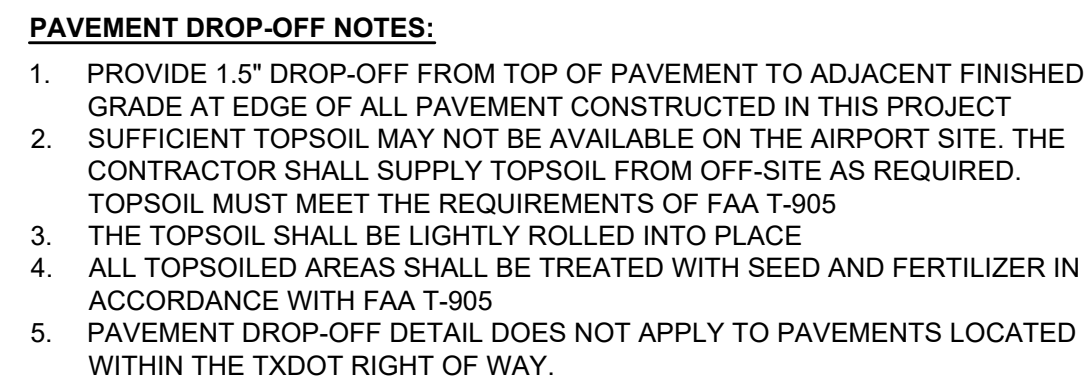 PAVEMENT DROP-OFF NOTES:
1. PROVIDE 1.5" DROP-OFF FROM TOP OF PAVEMENT TO ADJACENT FINISHED
GRADE AT EDGE OF ALL PAVEMENT CONSTRUCTED IN THIS PROJECT
2. SUFFICIENT TOPSOIL MAY NOT BE AVAILABLE ON THE AIRPORT SITE. THE
CONTRACTOR SHALL SUPPLY TOPSOIL FROM OFF-SITE AS REQUIRED.
TOPSOIL MUST MEET THE REQUIREMENTS OF FAA T-905
3. THE TOPSOIL SHALL BE LIGHTLY ROLLED INTO PLACE
4. ALL TOPSOILED AREAS SHALL BE TREATED WITH SEED AND FERTILIZER IN
ACCORDANCE WITH FAA T-905
5. PAVEMENT DROP-OFF DETAIL DOES NOT APPLY TO PAVEMENTS LOCATED
WITHIN THE TXDOT RIGHT OF WAY.